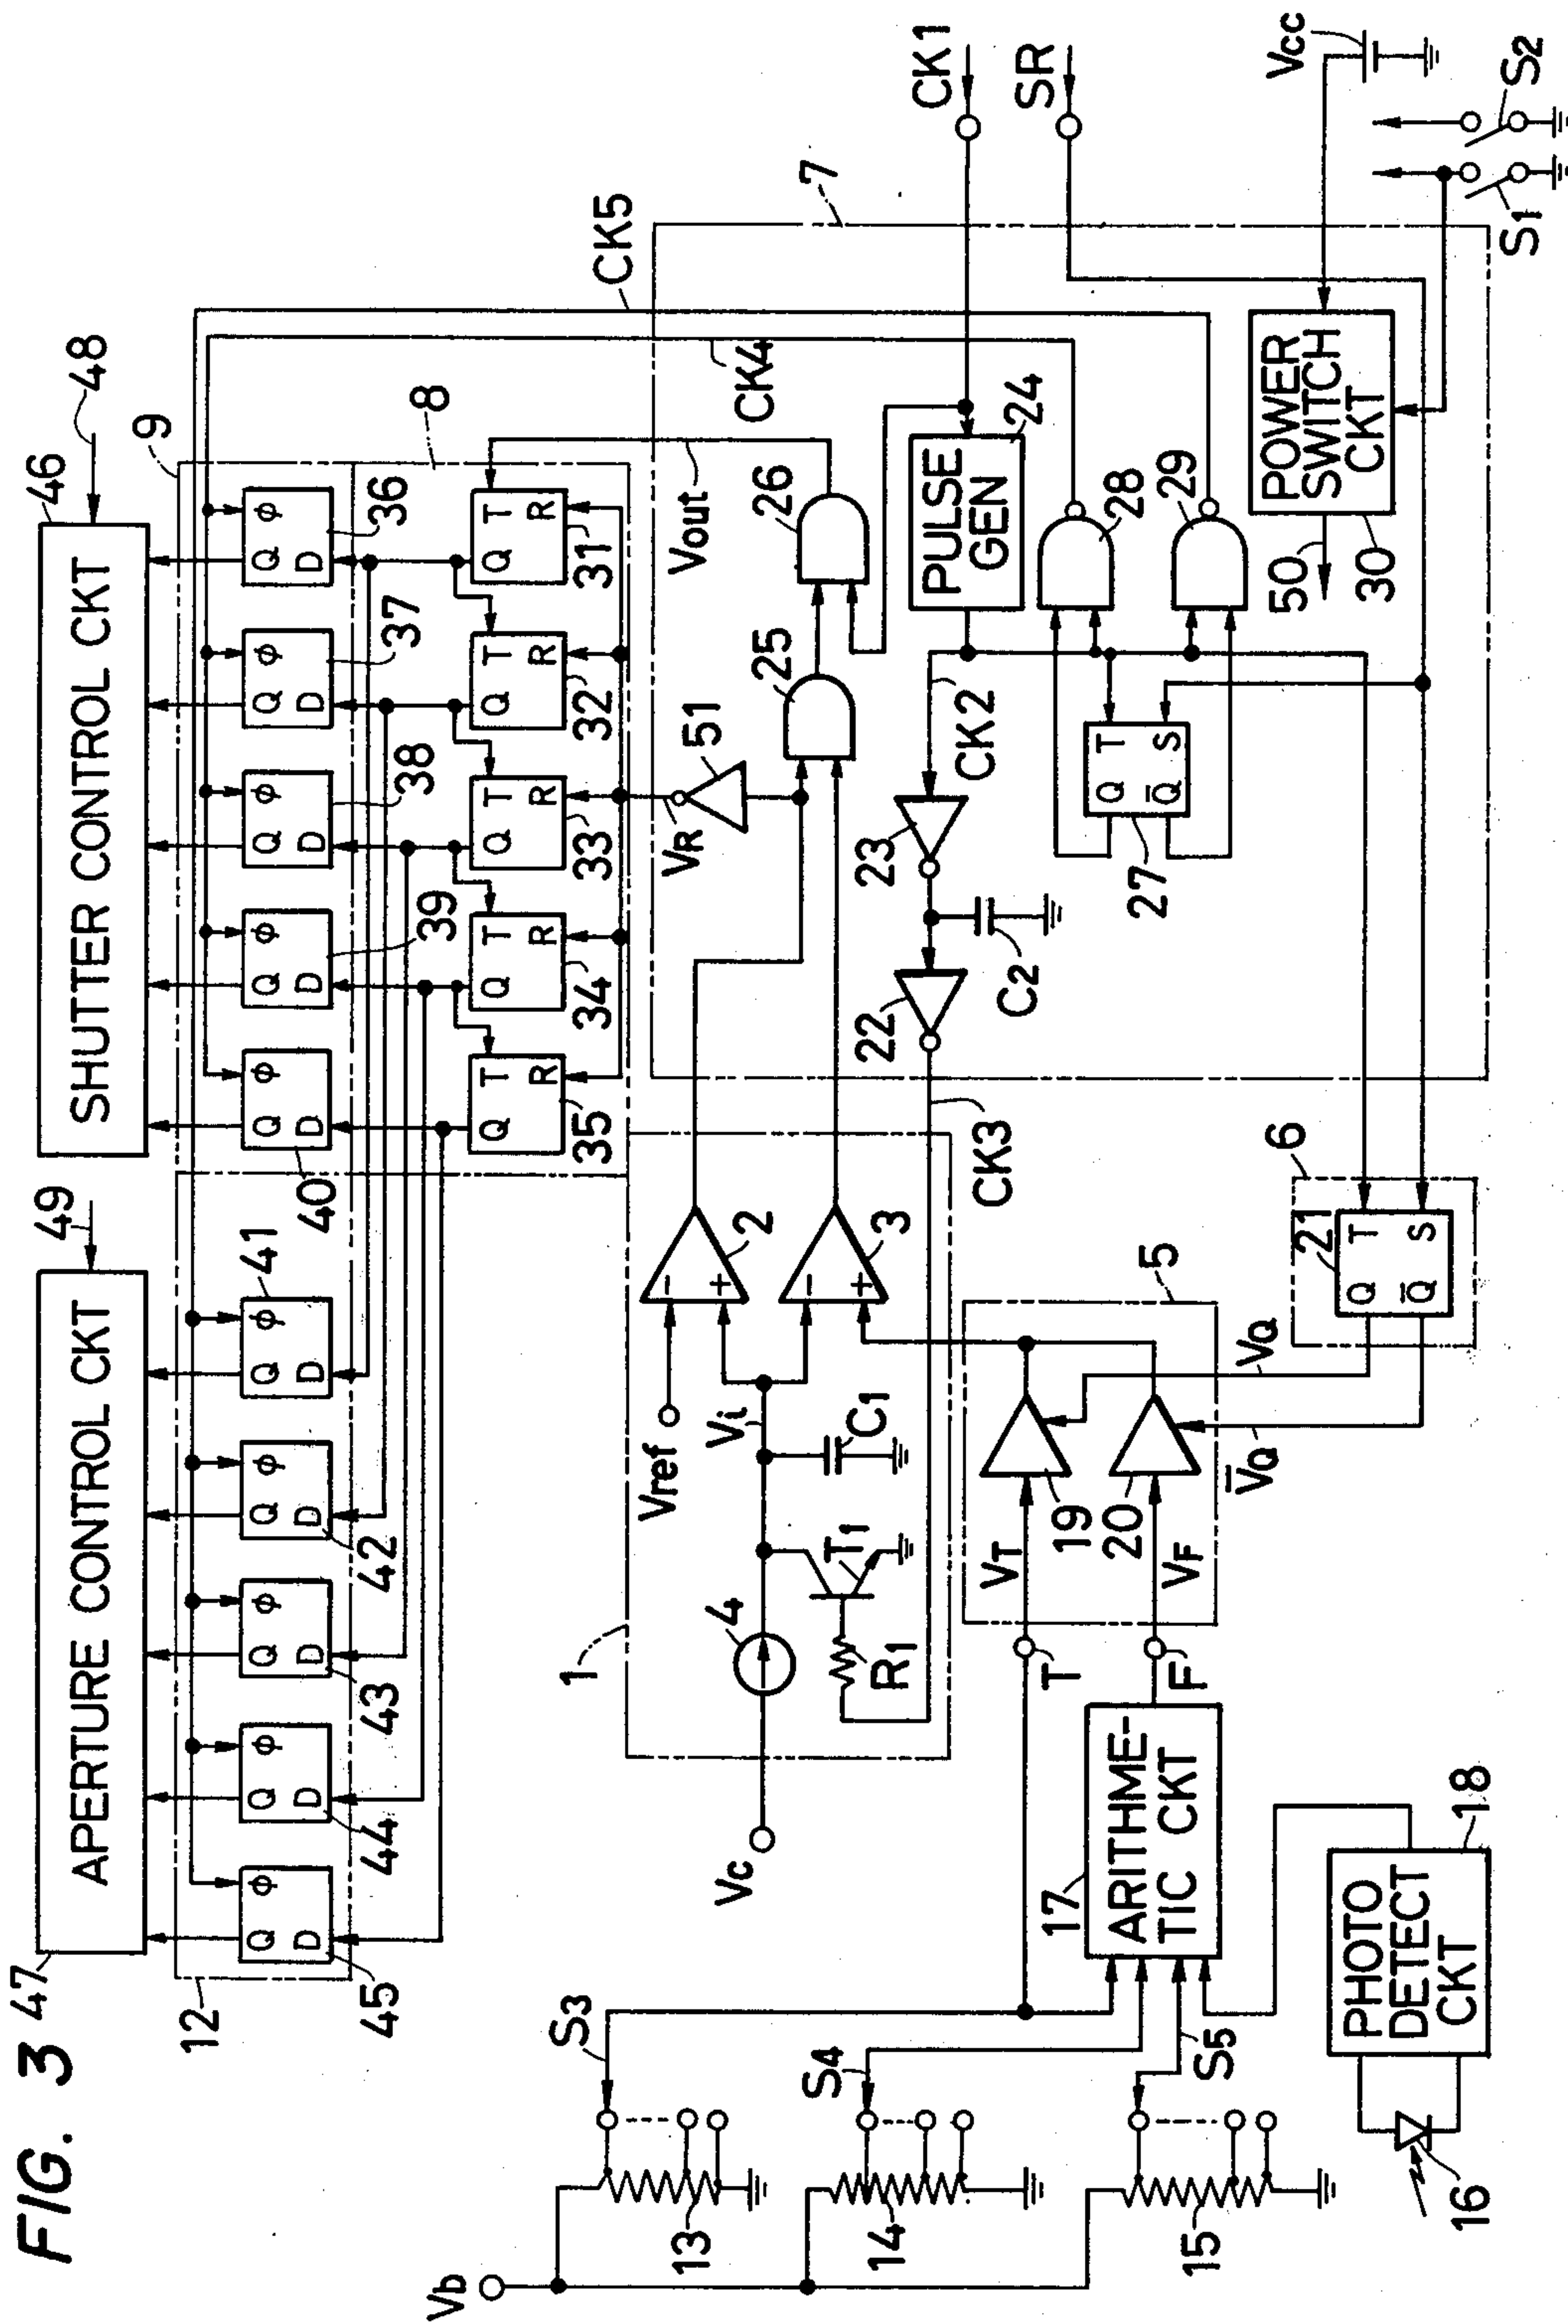 FIG. 3
47
APERTURE CONTROL CKT
49
46
SHUTTER CONTROL CKT
48
12
9
Q D Φ
45
Q D Φ
44
Q D Φ
43
Q D Φ
42
Q D Φ
41
Q D Φ
40
Q D Φ
39
Q D Φ
38
Q D Φ
37
Q D Φ
36
8
Q T R
35
Q T R
34
Q T R
33
Q T R
32
Q T R
31
CK5
CK4
Vout
VR
51
7
Vb
13
14
15
S3
S4
S5
1
Vc
4
R1
T1
C1
Vi
Vref
- +
2
- +
3
25
26
CK1
SR
CK3
22
C2
23
CK2
PULSE
GEN
24
T
F
VT
VF
19
20
5
VQ
V̅Q
17
ARITHME-
TIC CKT
16
PHOTO
DETECT
CKT
18
6
21
Q T
Q̅ S
27
Q T
Q̅ S
28
29
50
POWER
SWITCH
CKT
30
Vcc
S1
S2